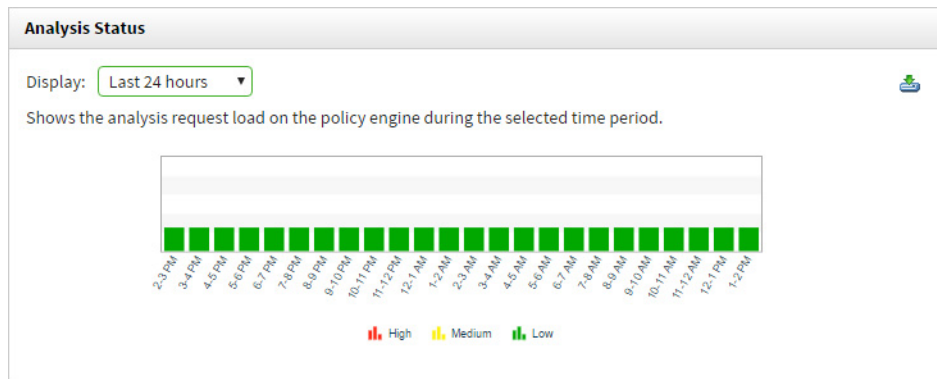 Analysis Status
Display: Last 24 hours
Shows the analysis request load on the policy engine during the selected time period.
2-3 PM 3-4 PM 4-5 PM 5-6 PM 6-7 PM 7-8 PM 8-9 PM 9-10 PM 10-11 PM 11-12 PM 12-1 AM 1-2 AM 2-3 AM 3-4 AM 4-5 AM 5-6 AM 6-7 AM 7-8 AM 8-9 AM 9-10 AM 10-11 AM 11-12 AM 12-1 PM 1-2 PM
High Medium Low